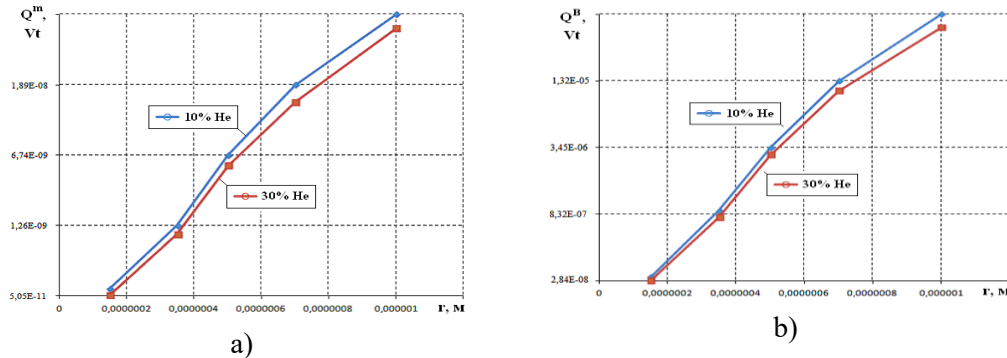 Q^m,
Vt
1,89E-08
6,74E-09
1,26E-09
5,05E-11
10% He
30% He
0 0,0000002 0,0000004 0,0000006 0,0000008 0,000001 r, м
a)
Q^B,
Vt
1,32E-05
3,45E-06
8,32E-07
2,84E-08
10% He
30% He
0 0,0000002 0,0000004 0,0000006 0,0000008 0,000001 r, м
b)